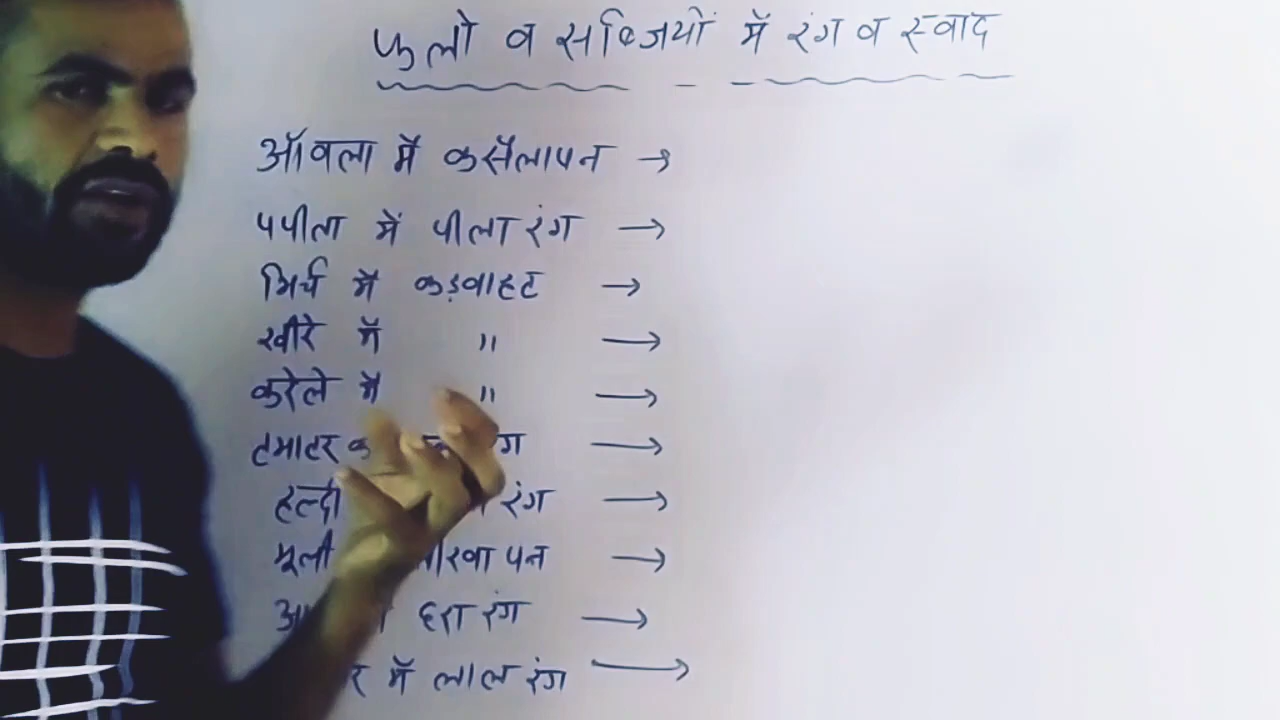 फलो व सब्जियों में रंग व स्वाद
आँवला में कसैलापन →
पपीता में पीला रंग →
मिर्च में कड़वाहट →
खीरे में " →
करेले में " →
टमाटर का रंग →
हल्दी रंग →
मूली तीखापन →
हरा रंग →
में लाल रंग →